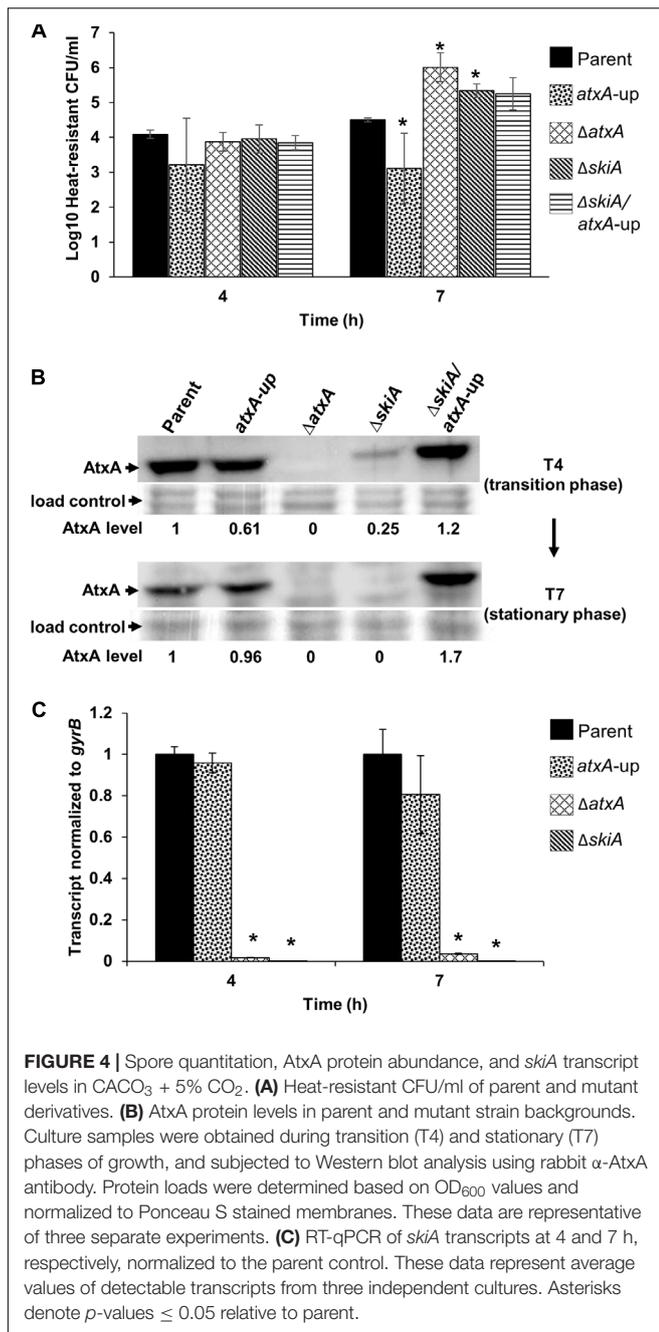 A
Log10 Heat-resistant CFU/ml
7
6
5
4
3
2
1
0
* * *
4 7
Time (h)
Parent
atxA-up
ΔatxA
ΔskiA
ΔskiA/
atxA-up
B
Parent atxA-up ΔatxA ΔskiA ΔskiA/
atxA-up
AtxA
load control
AtxA level 1 0.61 0 0.25 1.2
T4
(transition phase)
AtxA
load control
AtxA level 1 0.96 0 0 1.7
T7
(stationary phase)
C
Transcript normalized to gyrB
1.2
1
0.8
0.6
0.4
0.2
0
* * * *
4 7
Time (h)
Parent
atxA-up
ΔatxA
ΔskiA
FIGURE 4 | Spore quantitation, AtxA protein abundance, and skiA transcript
levels in CACO₃ + 5% CO₂. (A) Heat-resistant CFU/ml of parent and mutant
derivatives. (B) AtxA protein levels in parent and mutant strain backgrounds.
Culture samples were obtained during transition (T4) and stationary (T7)
phases of growth, and subjected to Western blot analysis using rabbit α-AtxA
antibody. Protein loads were determined based on OD₆₀₀ values and
normalized to Ponceau S stained membranes. These data are representative
of three separate experiments. (C) RT-qPCR of skiA transcripts at 4 and 7 h,
respectively, normalized to the parent control. These data represent average
values of detectable transcripts from three independent cultures. Asterisks
denote p-values ≤ 0.05 relative to parent.